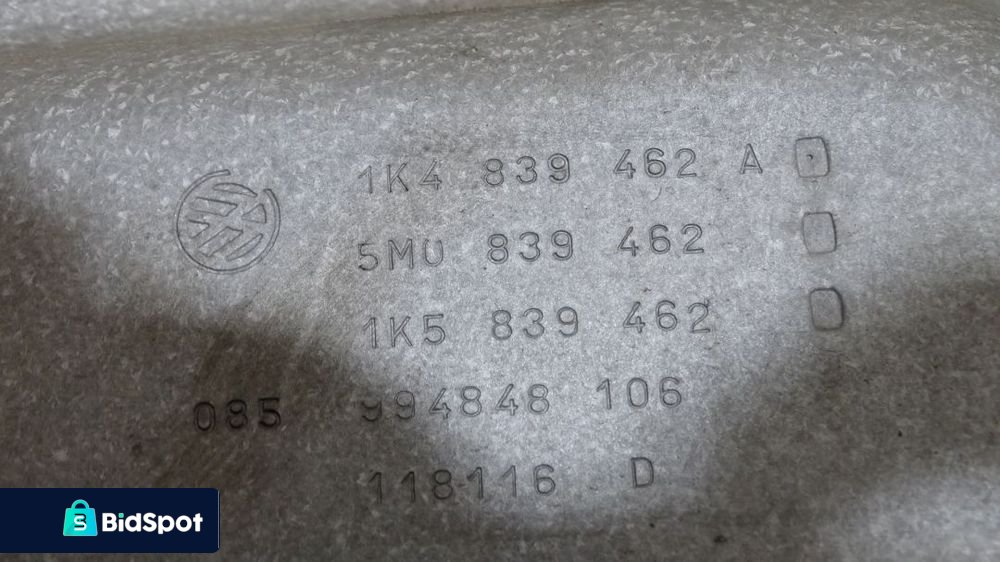 1K4 839 462 A
5M0 839 462
1K5 839 462
085 994848 106
118116 D
BidSpot